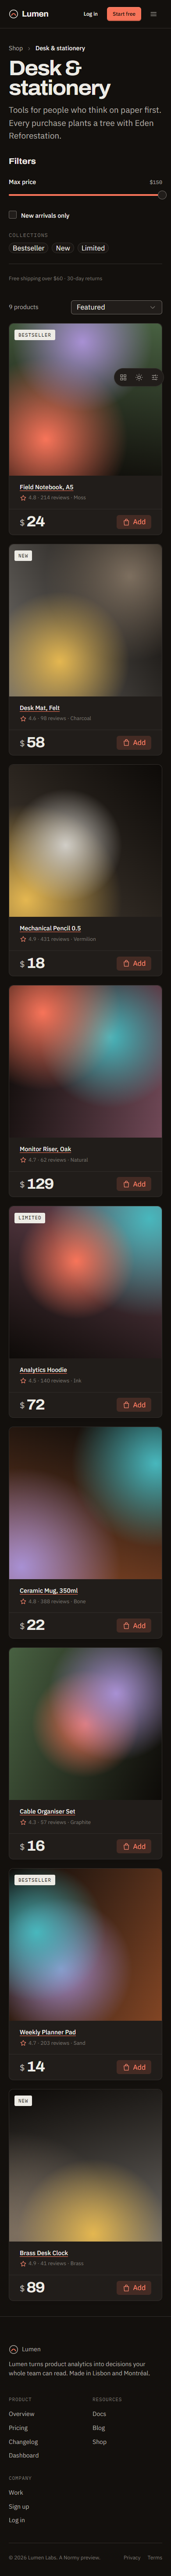 Lumen
Log in
Start free
Shop > Desk & stationery
Desk &
stationery
Tools for people who think on paper first.
Every purchase plants a tree with Eden
Reforestation.
Filters
Max price
$150
New arrivals only
COLLECTIONS
Bestseller
New
Limited
Free shipping over $60 · 30-day returns
9 products
Featured
BESTSELLER
Field Notebook, A5
4.8 · 214 reviews · Moss
$ 24
Add
NEW
Desk Mat, Felt
4.6 · 98 reviews · Charcoal
$ 58
Add
Mechanical Pencil 0.5
4.9 · 431 reviews · Vermilion
$ 18
Add
Monitor Riser, Oak
4.7 · 62 reviews · Natural
$ 129
Add
LIMITED
Analytics Hoodie
4.5 · 140 reviews · Ink
$ 72
Add
Ceramic Mug, 350ml
4.8 · 288 reviews · Bone
$ 22
Add
Cable Organiser Set
4.3 · 57 reviews · Graphite
$ 16
Add
BESTSELLER
Weekly Planner Pad
4.7 · 203 reviews · Sand
$ 14
Add
NEW
Brass Desk Clock
4.9 · 41 reviews · Brass
$ 89
Add
Lumen
Lumen turns product analytics into decisions your
whole team can read. Made in Lisbon and Montréal.
PRODUCT
Overview
Pricing
Changelog
Dashboard
RESOURCES
Docs
Blog
Shop
COMPANY
Work
Sign up
Log in
© 2026 Lumen Labs. A Normy preview.
Privacy
Terms